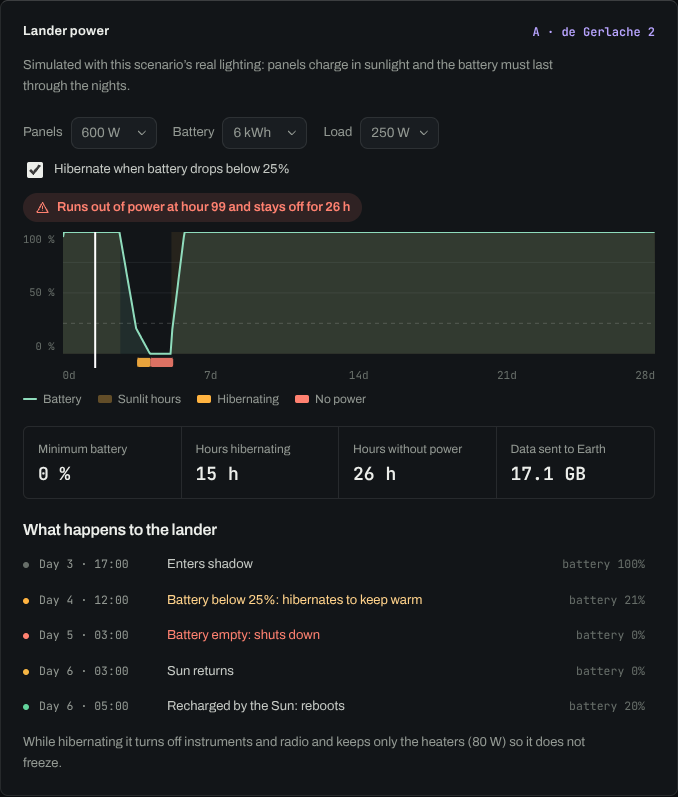 Lander power
A · de Gerlache 2
Simulated with this scenario's real lighting: panels charge in sunlight and the battery must last
through the nights.
Panels 600 W Battery 6 kWh Load 250 W
Hibernate when battery drops below 25%
Runs out of power at hour 99 and stays off for 26 h
100 %
50 %
0 %
0d 7d 14d 21d 28d
Battery Sunlit hours Hibernating No power
Minimum battery Hours hibernating Hours without power Data sent to Earth
0 % 15 h 26 h 17.1 GB
What happens to the lander
Day 3 · 17:00 Enters shadow battery 100%
Day 4 · 12:00 Battery below 25%: hibernates to keep warm battery 21%
Day 5 · 03:00 Battery empty: shuts down battery 0%
Day 6 · 03:00 Sun returns battery 0%
Day 6 · 05:00 Recharged by the Sun: reboots battery 20%
While hibernating it turns off instruments and radio and keeps only the heaters (80 W) so it does not
freeze.